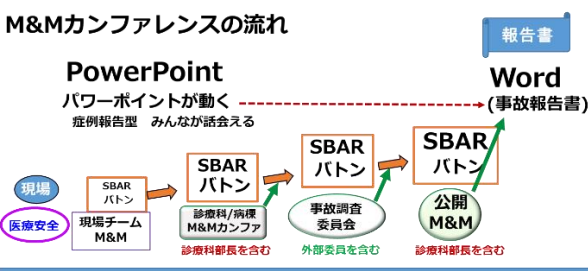 M&Mカンファレンスの流れ
報告書
PowerPoint
パワーポイントが動く
症例報告型 みんなが話会える
Word
(事故報告書)
現場
医療安全
SBAR
バトン
現場チーム
M&M
SBAR
バトン
診療科/病棟
M&Mカンファ
診療科部長を含む
SBAR
バトン
事故調査
委員会
外部委員を含む
SBAR
バトン
公開
M&M
診療科部長を含む